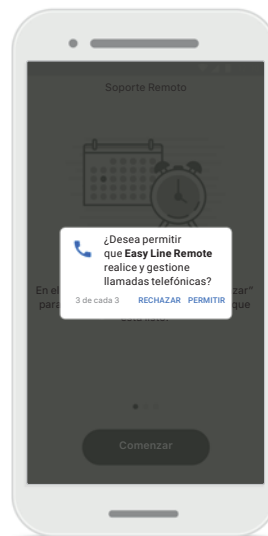 Soporte Remoto
¿Desea permitir
que Easy Line Remote
realice y gestione
llamadas telefónicas?
3 de cada 3 RECHAZAR PERMITIR
En el
zar"
para
que
Comenzar